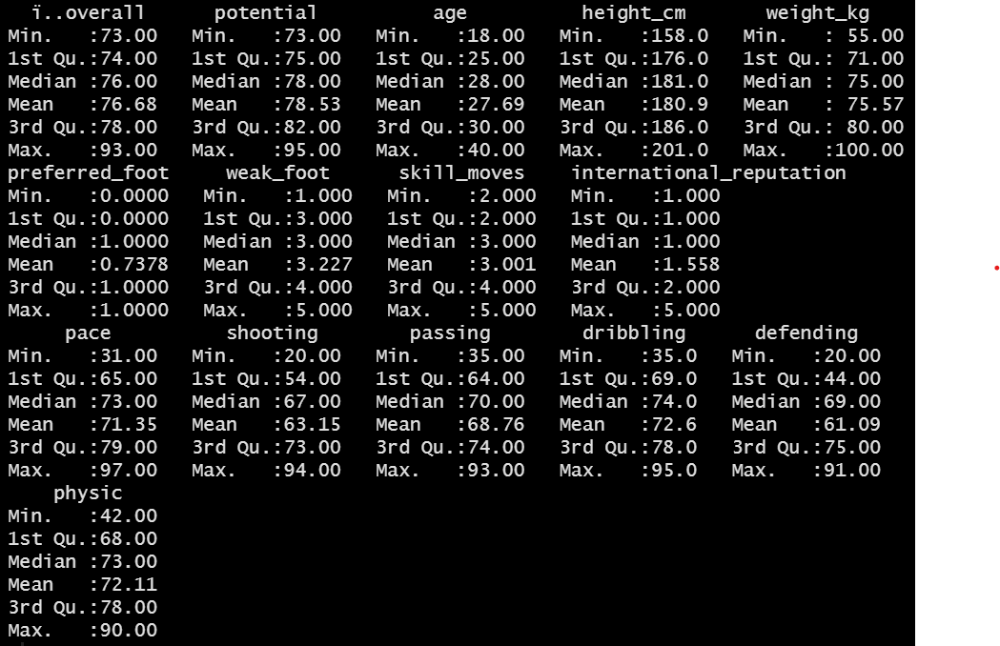 ï..overall potential age height_cm weight_kg
Min. :73.00 Min. :73.00 Min. :18.00 Min. :158.0 Min. : 55.00
1st Qu.:74.00 1st Qu.:75.00 1st Qu.:25.00 1st Qu.:176.0 1st Qu.: 71.00
Median :76.00 Median :78.00 Median :28.00 Median :181.0 Median : 75.00
Mean :76.68 Mean :78.53 Mean :27.69 Mean :180.9 Mean : 75.57
3rd Qu.:78.00 3rd Qu.:82.00 3rd Qu.:30.00 3rd Qu.:186.0 3rd Qu.: 80.00
Max. :93.00 Max. :95.00 Max. :40.00 Max. :201.0 Max. :100.00
preferred_foot weak_foot skill_moves international_reputation
Min. :0.0000 Min. :1.000 Min. :2.000 Min. :1.000
1st Qu.:0.0000 1st Qu.:3.000 1st Qu.:2.000 1st Qu.:1.000
Median :1.0000 Median :3.000 Median :3.000 Median :1.000
Mean :0.7378 Mean :3.227 Mean :3.001 Mean :1.558
3rd Qu.:1.0000 3rd Qu.:4.000 3rd Qu.:4.000 3rd Qu.:2.000
Max. :1.0000 Max. :5.000 Max. :5.000 Max. :5.000
pace shooting passing dribbling defending
Min. :31.00 Min. :20.00 Min. :35.00 Min. :35.0 Min. :20.00
1st Qu.:65.00 1st Qu.:54.00 1st Qu.:64.00 1st Qu.:69.0 1st Qu.:44.00
Median :73.00 Median :67.00 Median :70.00 Median :74.0 Median :69.00
Mean :71.35 Mean :63.15 Mean :68.76 Mean :72.6 Mean :61.09
3rd Qu.:79.00 3rd Qu.:73.00 3rd Qu.:74.00 3rd Qu.:78.0 3rd Qu.:75.00
Max. :97.00 Max. :94.00 Max. :93.00 Max. :95.0 Max. :91.00
physic
Min. :42.00
1st Qu.:68.00
Median :73.00
Mean :72.11
3rd Qu.:78.00
Max. :90.00